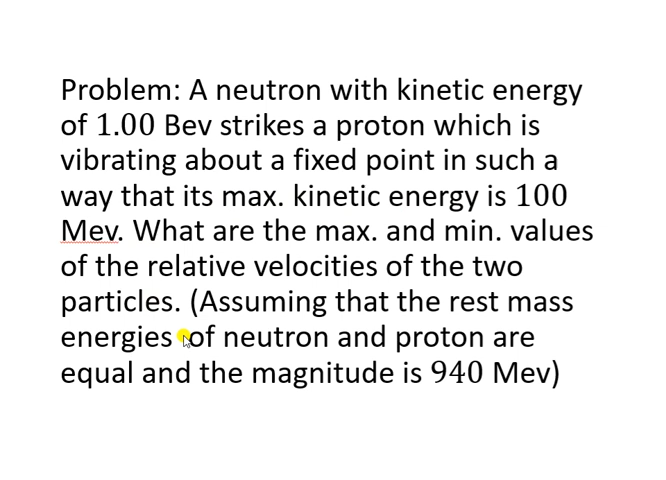 Problem: A neutron with kinetic energy
of 1.00 Bev strikes a proton which is
vibrating about a fixed point in such a
way that its max. kinetic energy is 100
Mev. What are the max. and min. values
of the relative velocities of the two
particles. (Assuming that the rest mass
energies of neutron and proton are
equal and the magnitude is 940 Mev)